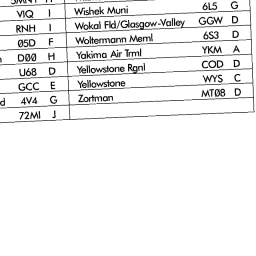 VIQ I Wishek Muni 6L5 G
RNH I Wokal Fld/Glasgow-Valley GGW D
05D F Woltermann Meml 6S3 D
D00 H Yakima Air Trml YKM A
U68 D Yellowstone Rgnl COD D
GCC E Yellowstone WYS C
4V4 G Zortman MT08 D
72MI J